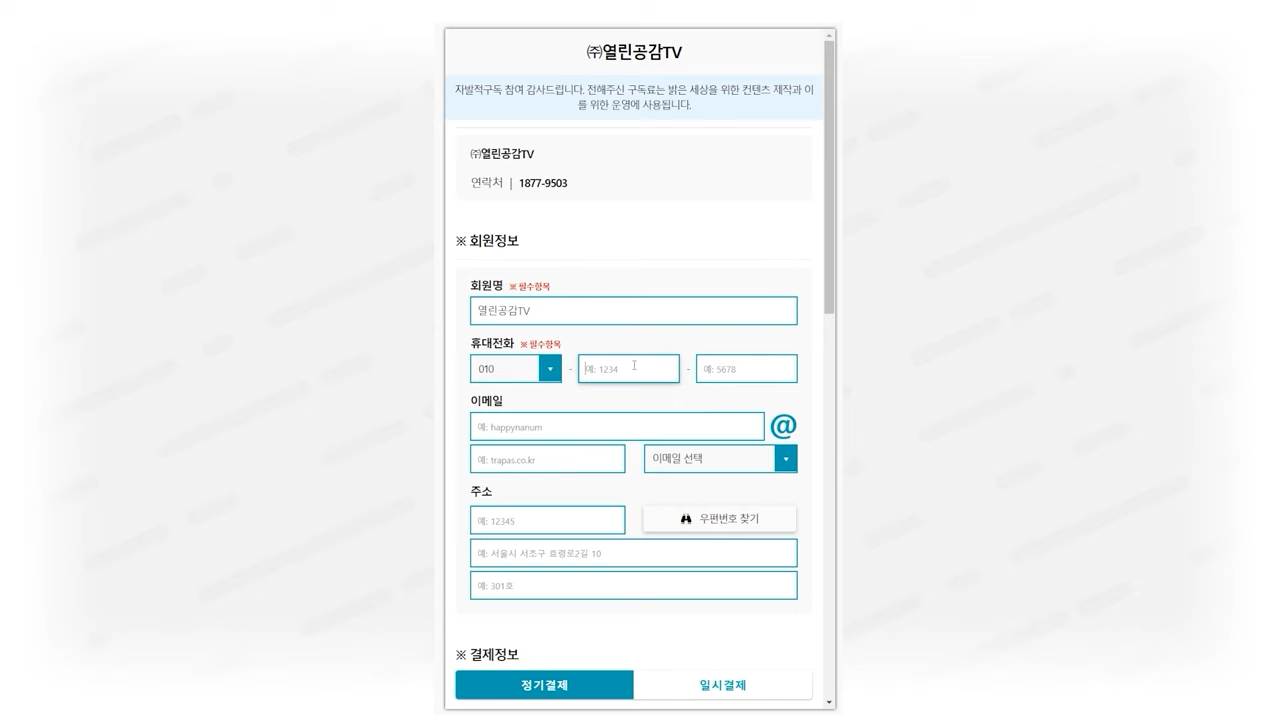 ㈜열린공감TV
자발적구독 참여 감사드립니다. 전해주신 구독료는 밝은 세상을 위한 컨텐츠 제작과 이
를 위한 운영에 사용됩니다.
㈜열린공감TV
연락처 | 1877-9503
※ 회원정보
회원명 ※ 필수항목
열린공감TV
휴대전화 ※ 필수항목
010 - 예: 1234 - 예: 5678
이메일
예: happynanum @
예: trapas.co.kr 이메일 선택
주소
예: 12345 우편번호 찾기
예: 서울시 서초구 효령로2길 10
예: 301호
※ 결제정보
정기결제 일시결제